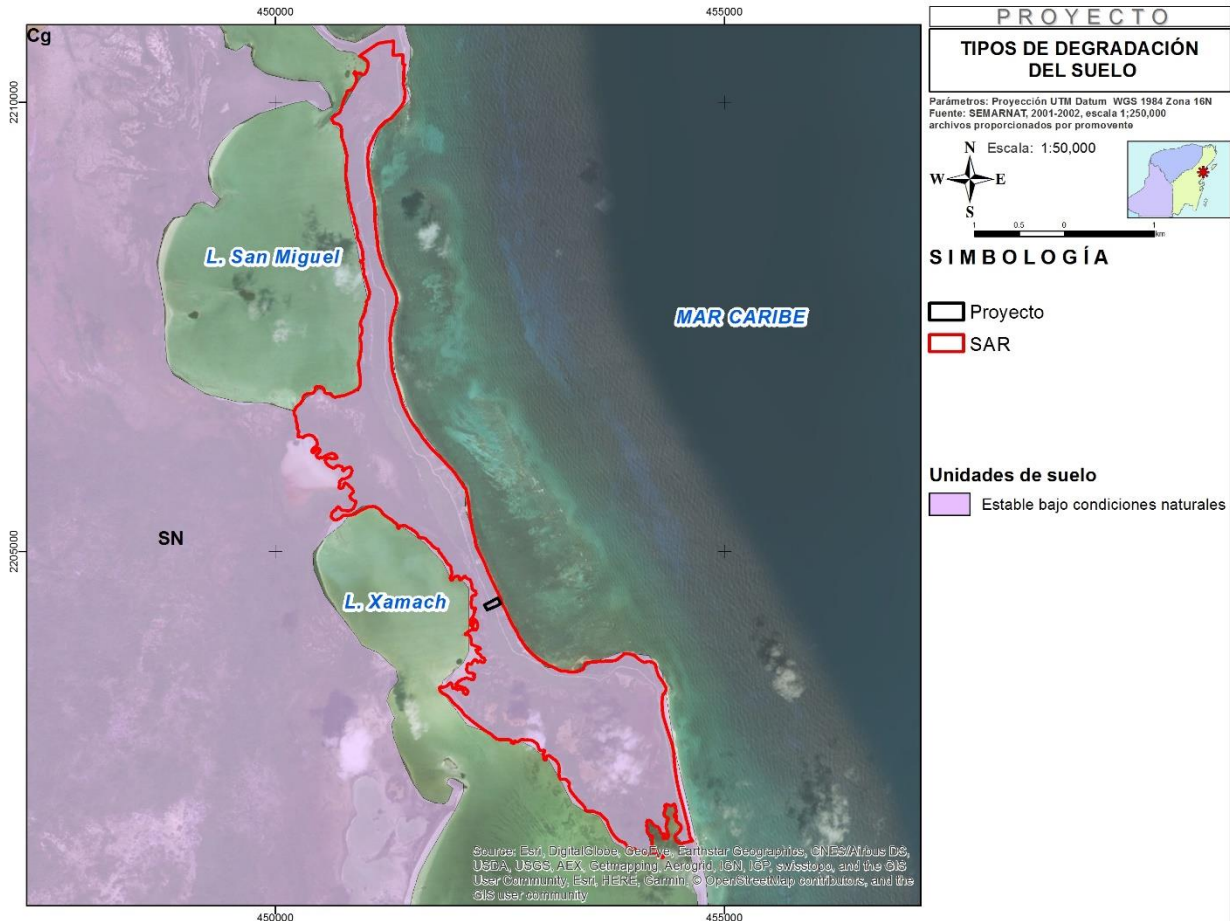 450000
455000
Cg
2210000
L. San Miguel
MAR CARIBE
2205000
SN
L. Xamach
Source: Esri, DigitalGlobe, GeoEye, Earthstar Geographics, CNES/Airbus DS,
USDA, USGS, AEX, Getmapping, Aerogrid, IGN, IGP, swisstopo, and the GIS
User Community, Esri, HERE, Garmin, © OpenStreetMap contributors, and the
GIS user community
450000
455000
PROYECTO
TIPOS DE DEGRADACIÓN
DEL SUELO
Parámetros: Proyección UTM Datum WGS 1984 Zona 16N
Fuente: SEMARNAT, 2001-2002, escala 1;250,000
archivos proporcionados por promovente
N
Escala: 1:50,000
W
E
S
1 0.5 0 1
km
SIMBOLOGÍA
Proyecto
SAR
Unidades de suelo
Estable bajo condiciones naturales